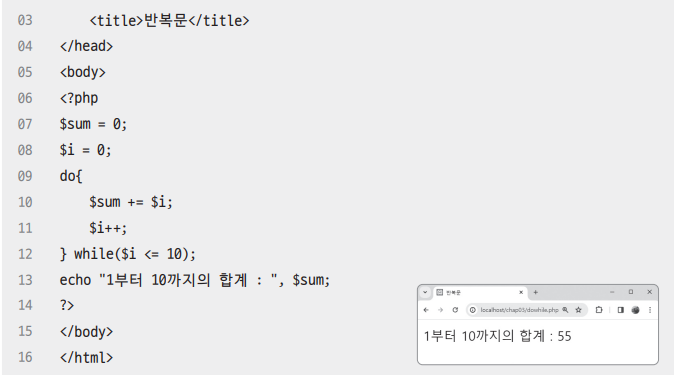 03 <title>반복문</title>
04 </head>
05 <body>
06 <?php
07 $sum = 0;
08 $i = 0;
09 do{
10 $sum += $i;
11 $i++;
12 } while($i <= 10);
13 echo "1부터 10까지의 합계 : ", $sum;
14 ?>
15 </body>
16 </html>
반복문
localhost/chap03/dowhile.php
1부터 10까지의 합계 : 55